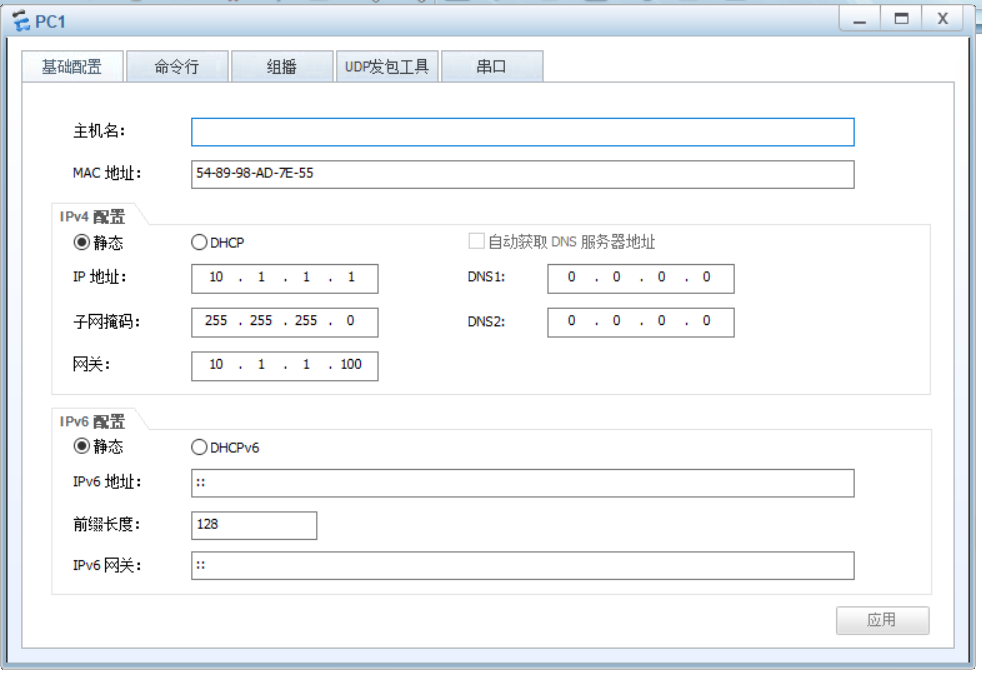 PC1
基础配置 命令行 组播 UDP发包工具 串口
主机名:
MAC 地址: 54-89-98-AD-7E-55
IPv4 配置
静态 DHCP 自动获取 DNS 服务器地址
IP 地址: 10 . 1 . 1 . 1 DNS1: 0 . 0 . 0 . 0
子网掩码: 255 . 255 . 255 . 0 DNS2: 0 . 0 . 0 . 0
网关: 10 . 1 . 1 . 100
IPv6 配置
静态 DHCPv6
IPv6 地址: ::
前缀长度: 128
IPv6 网关: ::
应用